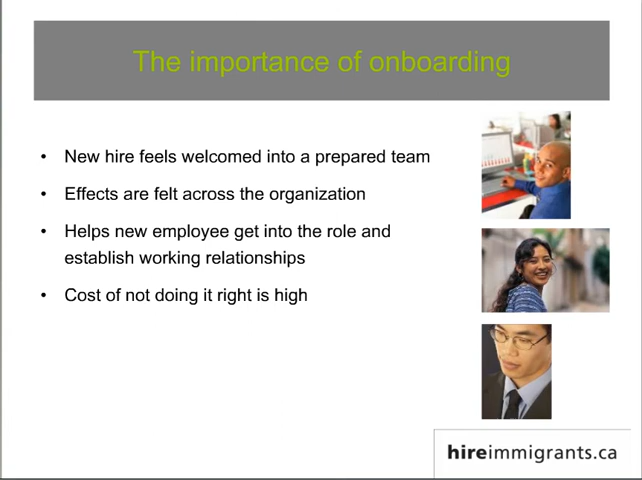 The importance of onboarding
• New hire feels welcomed into a prepared team
• Effects are felt across the organization
• Helps new employee get into the role and
establish working relationships
• Cost of not doing it right is high
hireimmigrants.ca